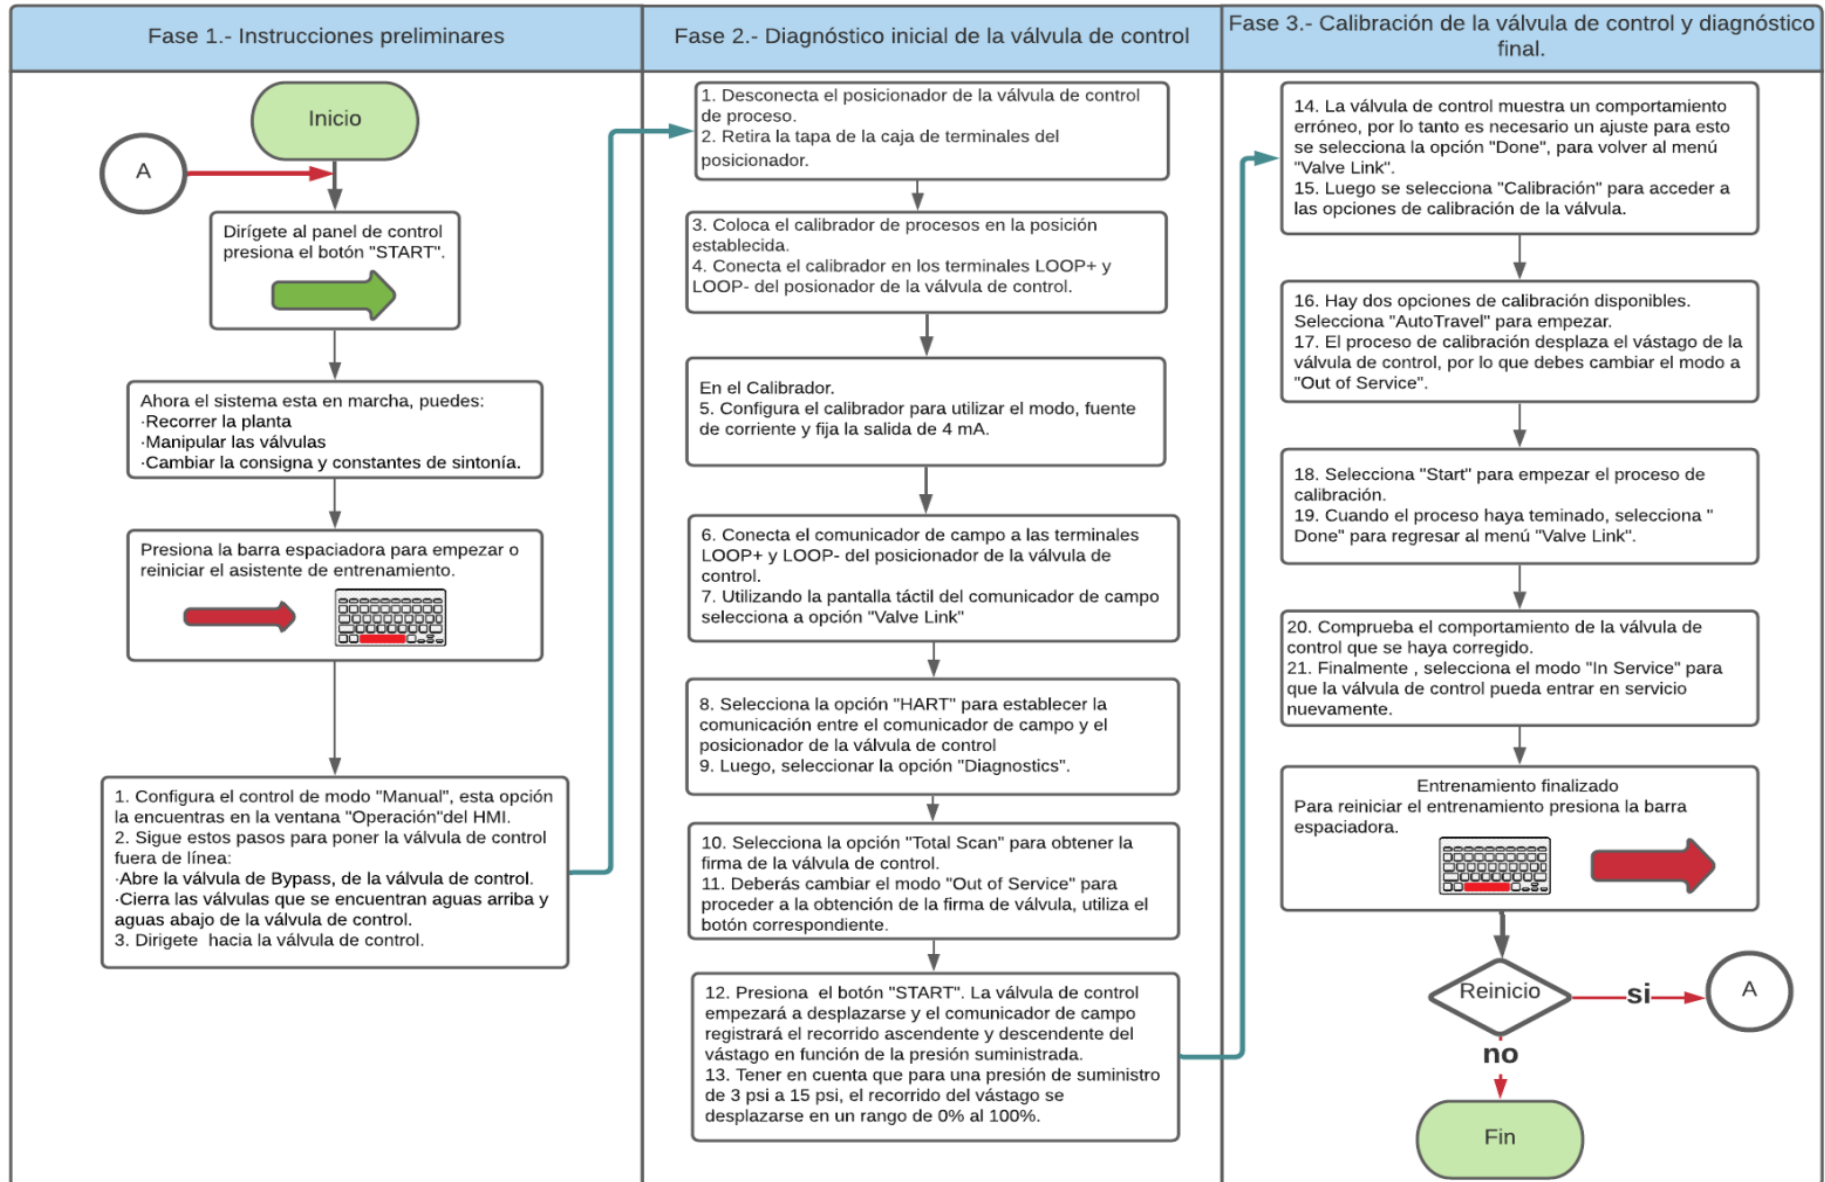 Fase 1.- Instrucciones preliminares
Inicio
A
Dirígete al panel de control
presiona el botón "START".
Ahora el sistema esta en marcha, puedes:
·Recorrer la planta
·Manipular las válvulas
·Cambiar la consigna y constantes de sintonía.
Presiona la barra espaciadora para empezar o
reiniciar el asistente de entrenamiento.
1. Configura el control de modo "Manual", esta opción
la encuentras en la ventana "Operación"del HMI.
2. Sigue estos pasos para poner la válvula de control
fuera de línea:
·Abre la válvula de Bypass, de la válvula de control.
·Cierra las válvulas que se encuentran aguas arriba y
aguas abajo de la válvula de control.
3. Dirigete  hacia la válvula de control.
Fase 2.- Diagnóstico inicial de la válvula de control
1. Desconecta el posicionador de la válvula de control
de proceso.
2. Retira la tapa de la caja de terminales del
posicionador.
3. Coloca el calibrador de procesos en la posición
establecida.
4. Conecta el calibrador en los terminales LOOP+ y
LOOP- del posionador de la válvula de control.
En el Calibrador.
5. Configura el calibrador para utilizar el modo, fuente
de corriente y fija la salida de 4 mA.
6. Conecta el comunicador de campo a las terminales
LOOP+ y LOOP- del posicionador de la válvula de
control.
7. Utilizando la pantalla táctil del comunicador de campo
selecciona a opción "Valve Link"
8. Selecciona la opción "HART" para establecer la
comunicación entre el comunicador de campo y el
posicionador de la válvula de control
9. Luego, seleccionar la opción "Diagnostics".
10. Selecciona la opción "Total Scan" para obtener la
firma de la válvula de control.
11. Deberás cambiar el modo "Out of Service" para
proceder a la obtención de la firma de válvula, utiliza el
botón correspondiente.
12. Presiona  el botón "START". La válvula de control
empezará a desplazarse y el comunicador de campo
registrará el recorrido ascendente y descendente del
vástago en función de la presión suministrada.
13. Tener en cuenta que para una presión de suministro
de 3 psi a 15 psi, el recorrido del vástago se
desplazarse en un rango de 0% al 100%.
Fase 3.- Calibración de la válvula de control y diagnóstico
final.
14. La válvula de control muestra un comportamiento
erróneo, por lo tanto es necesario un ajuste para esto
se selecciona la opción "Done", para volver al menú
"Valve Link".
15. Luego se selecciona "Calibración" para acceder a
las opciones de calibración de la válvula.
16. Hay dos opciones de calibración disponibles.
Selecciona "AutoTravel" para empezar.
17. El proceso de calibración desplaza el vástago de la
válvula de control, por lo que debes cambiar el modo a
"Out of Service".
18. Selecciona "Start" para empezar el proceso de
calibración.
19. Cuando el proceso haya teminado, selecciona "
Done" para regresar al menú "Valve Link".
20. Comprueba el comportamiento de la válvula de
control que se haya corregido.
21. Finalmente , selecciona el modo "In Service" para
que la válvula de control pueda entrar en servicio
nuevamente.
Entrenamiento finalizado
Para reiniciar el entrenamiento presiona la barra
espaciadora.
Reinicio
si
A
no
Fin